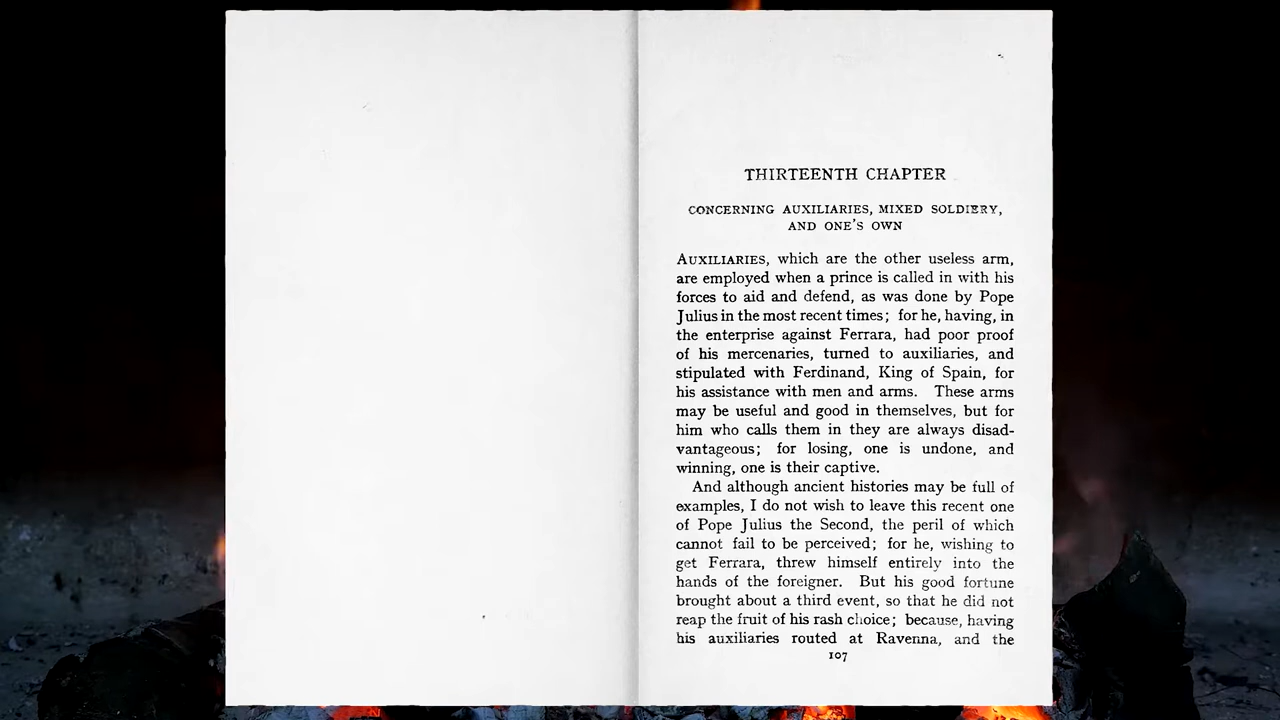 THIRTEENTH CHAPTER
CONCERNING AUXILIARIES, MIXED SOLDIERY,
AND ONE'S OWN
AUXILIARIES, which are the other useless arm,
are employed when a prince is called in with his
forces to aid and defend, as was done by Pope
Julius in the most recent times; for he, having, in
the enterprise against Ferrara, had poor proof
of his mercenaries, turned to auxiliaries, and
stipulated with Ferdinand, King of Spain, for
his assistance with men and arms. These arms
may be useful and good in themselves, but for
him who calls them in they are always disad-
vantageous; for losing, one is undone, and
winning, one is their captive.
And although ancient histories may be full of
examples, I do not wish to leave this recent one
of Pope Julius the Second, the peril of which
cannot fail to be perceived; for he, wishing to
get Ferrara, threw himself entirely into the
hands of the foreigner. But his good fortune
brought about a third event, so that he did not
reap the fruit of his rash choice; because, having
his auxiliaries routed at Ravenna, and the
107